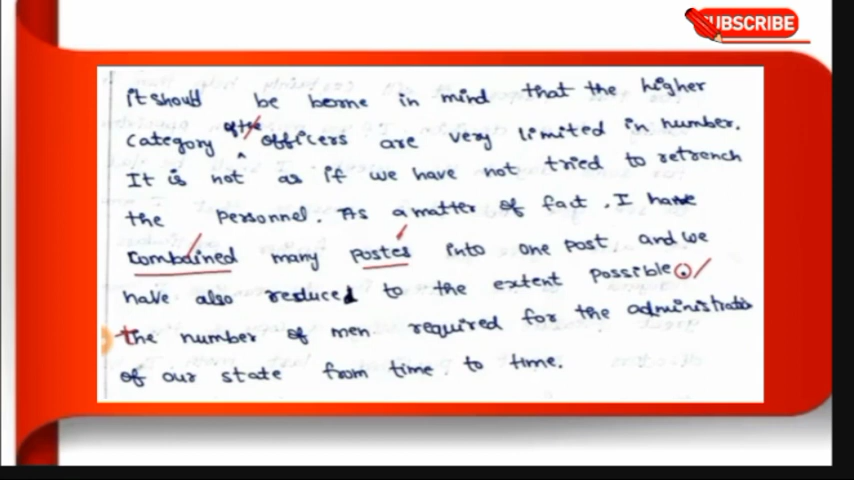 SUBSCRIBE
it should be borne in mind that the higher
category of the officers are very limited in number.
It is not as if we have not tried to retrench
the personnel. As a matter of fact, I have
combained many postes into one post and we
have also reduced to the extent possible.
The number of men required for the administration
of our state from time to time.